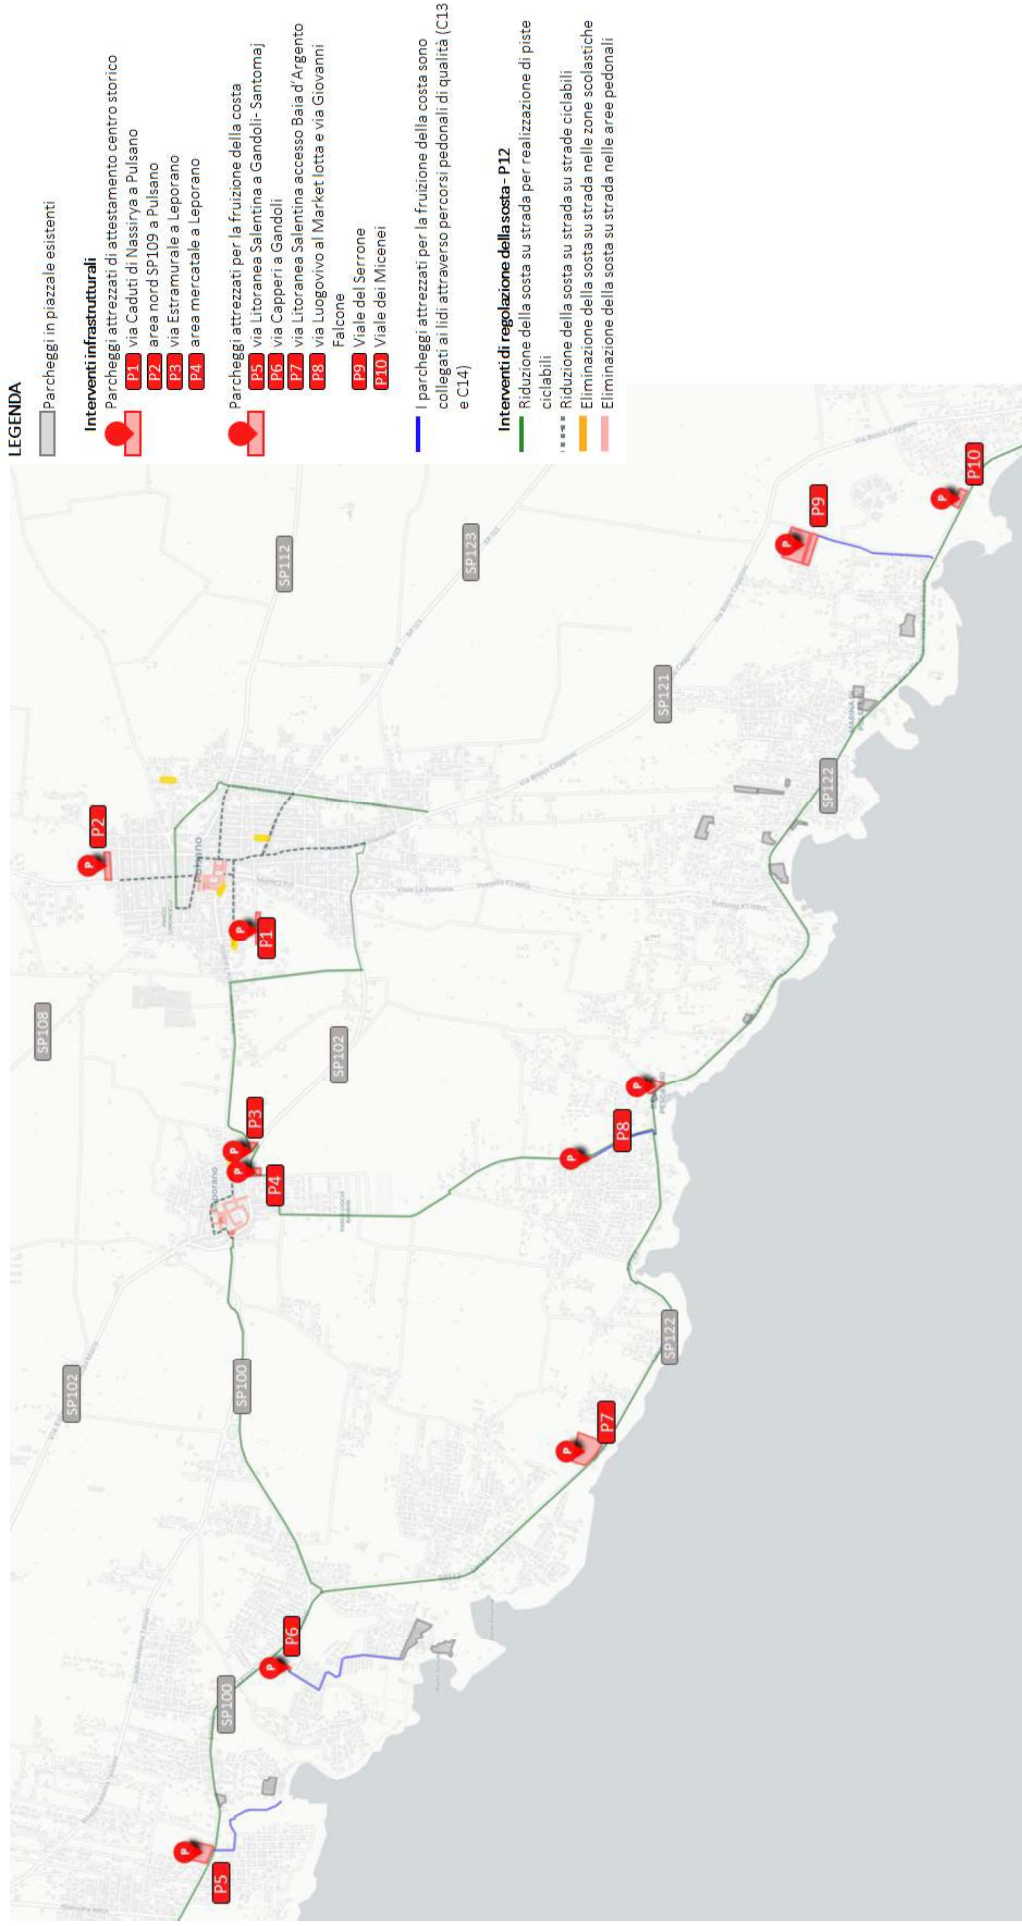 LEGENDA
Parcheggi in piazzale esistenti
Interventi infrastrutturali
Parcheggi attrezzati di attestamento centro storico
P1 via Caduti di Nassirya a Pulsano
P2 area nord SP109 a Pulsano
P3 via Estramurale a Leporano
P4 area mercatale a Leporano
Parcheggi attrezzati per la fruizione della costa
P5 via Litoranea Salentina a Gandoli- Santomaj
P6 via Capperi a Gandoli
P7 via Litoranea Salentina accesso Baia d'Argento
P8 via Luogovivo al Market Iotta e via Giovanni
Falcone
P9 Viale del Serrone
P10 Viale dei Micenei
I parcheggi attrezzati per la fruizione della costa sono
collegati ai lidi attraverso percorsi pedonali di qualità (C13
e C14)
Interventi di regolazione della sosta - P12
Riduzione della sosta su strada per realizzazione di piste
ciclabili
Riduzione della sosta su strada su strade ciclabili
Eliminazione della sosta su strada nelle zone scolastiche
Eliminazione della sosta su strada nelle aree pedonali
SP108
P2
SP112
SP102
P1
SP123
SP100
P3
P4
SP102
SP121
P9
SP100
P6
P8
P10
P5
P7
SP122
SP122